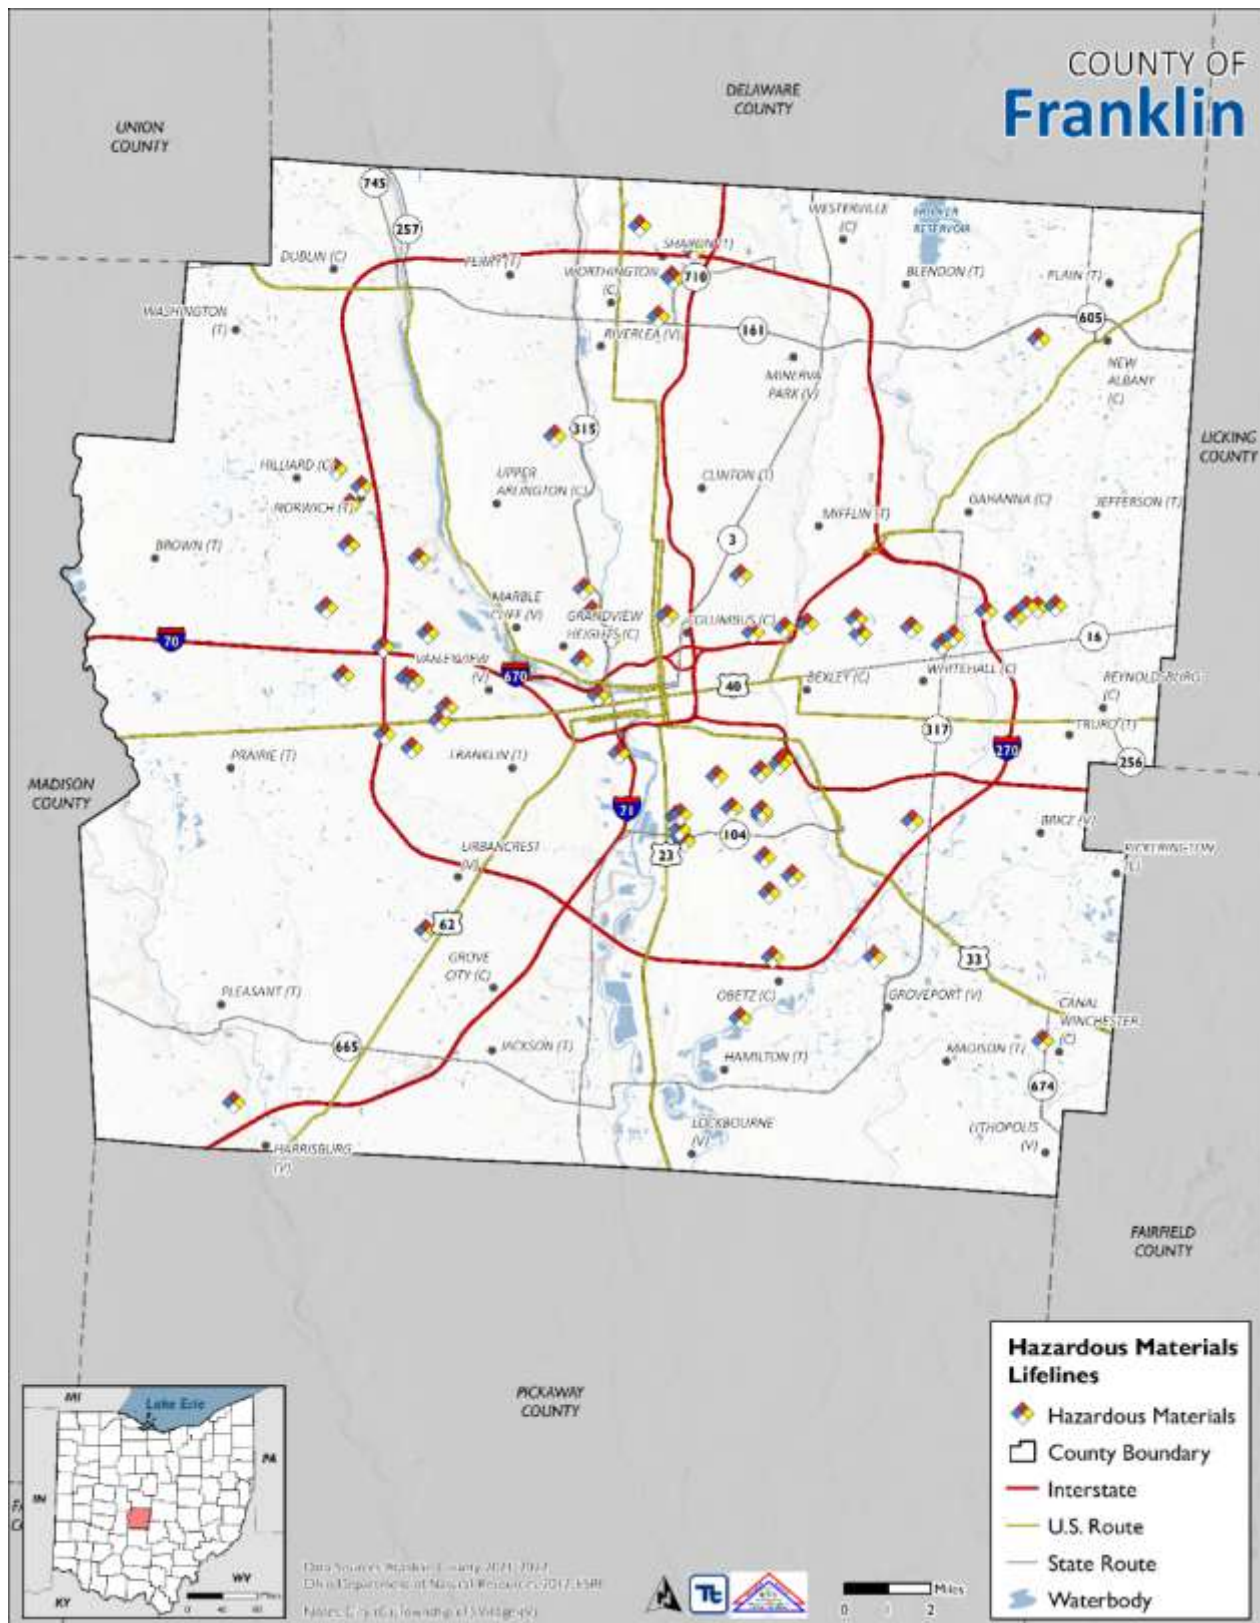 COUNTY OF
Franklin
DELAWARE
COUNTY
UNION
COUNTY
745
257
WESTERVILLE
(C)
HOOVER
RESERVOIR
SHARON (T)
DUBLIN (C)
PERRY (T)
WORTHINGTON
(C)
710
BLENDON (T)
PLAIN (T)
WASHINGTON
(T)
605
161
RIVERLEA (V)
MINERVA
PARK (V)
NEW
ALBANY
(C)
315
LICKING
COUNTY
HILLIARD (C)
UPPER
ARLINGTON (C)
CLINTON (T)
NORWICH (T)
MIFFLIN (T)
GAHANNA (C)
JEFFERSON (T)
BROWN (T)
3
MARBLE
CLIFF (V)
GRANDVIEW
HEIGHTS (C)
COLUMBUS (C)
70
16
VALLEYVIEW
(V)
670
40
BEXLEY (C)
WHITEHALL (C)
REYNOLDSBURG
(C)
317
TRURO (T)
270
PRAIRIE (T)
FRANKLIN (T)
256
MADISON
COUNTY
71
104
BRICE (V)
23
URBANCREST
(V)
PICKERINGTON
62
GROVE
CITY (C)
33
PLEASANT (T)
OBETZ (C)
GROVEPORT (V)
CANAL
WINCHESTER
(C)
665
JACKSON (T)
HAMILTON (T)
MADISON (T)
674
LOCKBOURNE
(V)
LITHOPOLIS
(V)
HARRISBURG
(V)
FAIRFIELD
COUNTY
PICKAWAY
COUNTY
Hazardous Materials
Lifelines
Hazardous Materials
County Boundary
Interstate
U.S. Route
State Route
Waterbody
MI
Lake Erie
PA
IN
WV
KY
0 40 80
Miles
0 1 2